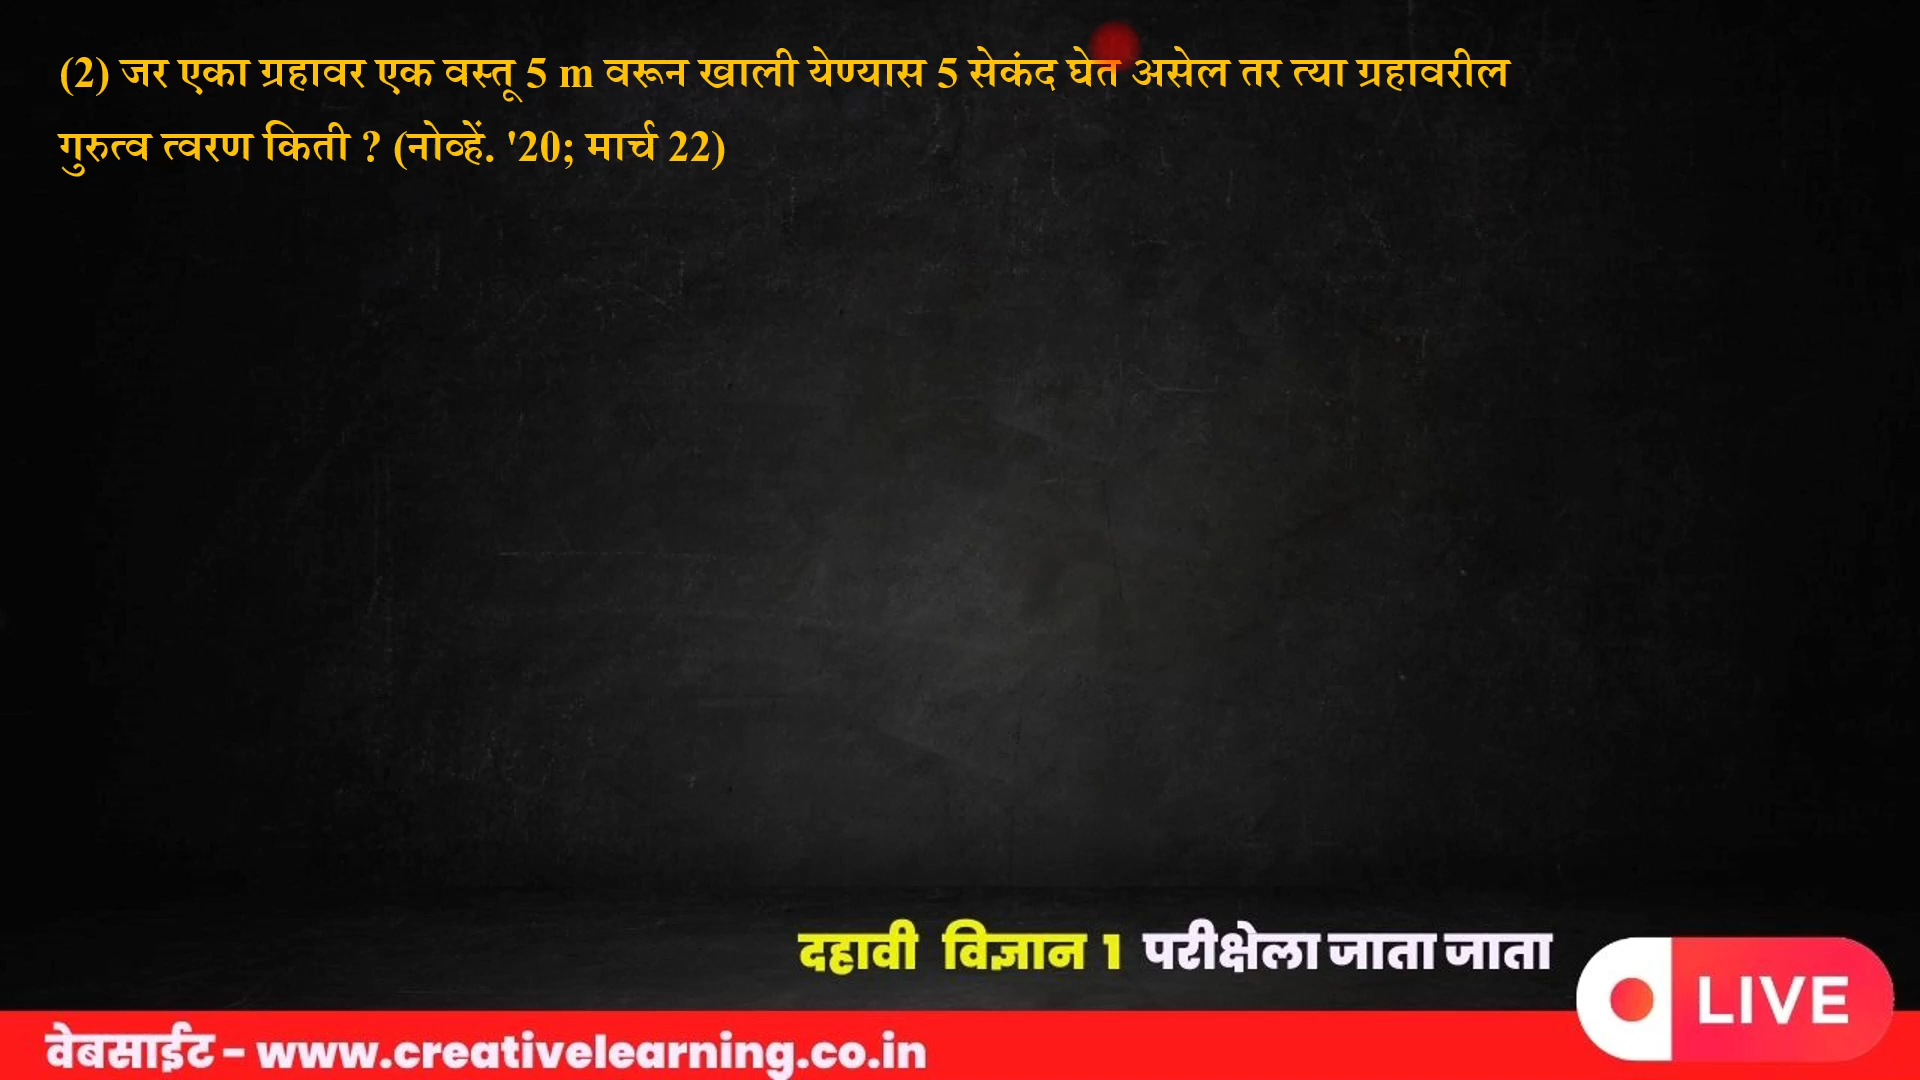 (2) जर एका ग्रहावर एक वस्तू 5 m वरून खाली येण्यास 5 सेकंद घेत असेल तर त्या ग्रहावरील
गुरुत्व त्वरण किती ? (नोव्हें. '20; मार्च 22)
दहावी विज्ञान 1 परीक्षेला जाता जाता
LIVE
वेबसाईट - www.creativelearning.co.in